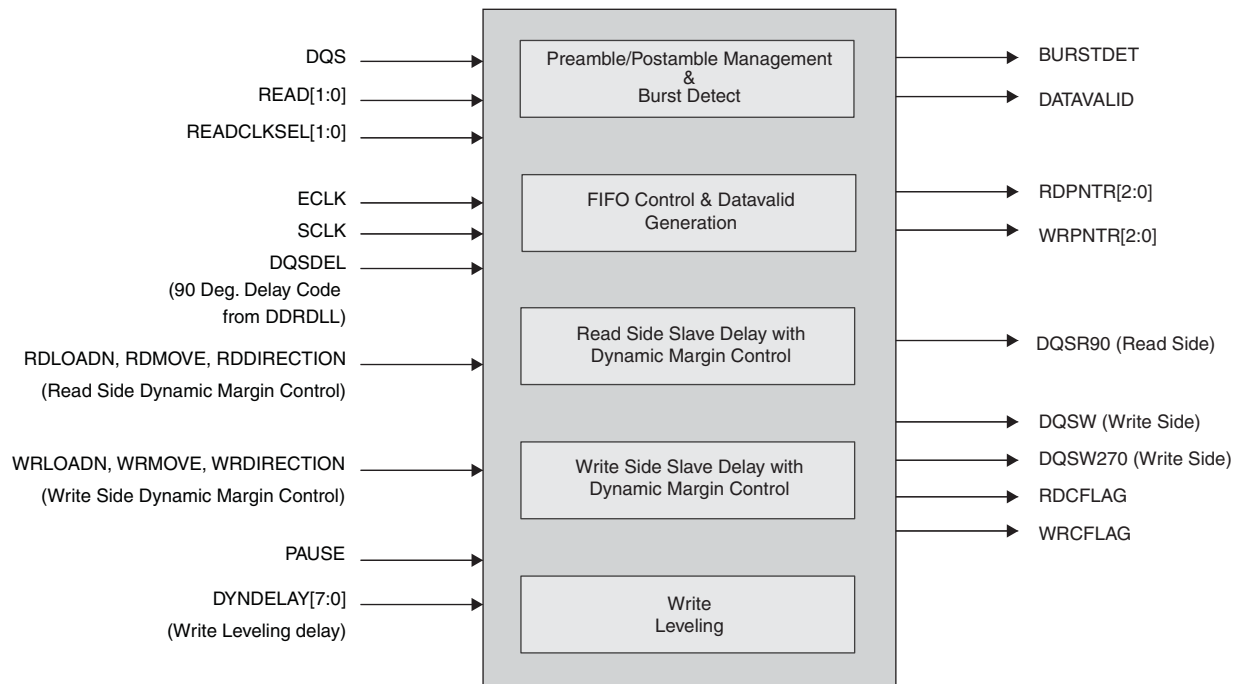 DQS
READ[1:0]
READCLKSEL[1:0]
ECLK
SCLK
DQSDEL
(90 Deg. Delay Code
from DDRDLL)
RDLOADN, RDMOVE, RDDIRECTION
(Read Side Dynamic Margin Control)
WRLOADN, WRMOVE, WRDIRECTION
(Write Side Dynamic Margin Control)
PAUSE
DYNDELAY[7:0]
(Write Leveling delay)
Preamble/Postamble Management
&
Burst Detect
FIFO Control & Datavalid
Generation
Read Side Slave Delay with
Dynamic Margin Control
Write Side Slave Delay with
Dynamic Margin Control
Write
Leveling
BURSTDET
DATAVALID
RDPNTR[2:0]
WRPNTR[2:0]
DQSR90 (Read Side)
DQSW (Write Side)
DQSW270 (Write Side)
RDCFLAG
WRCFLAG